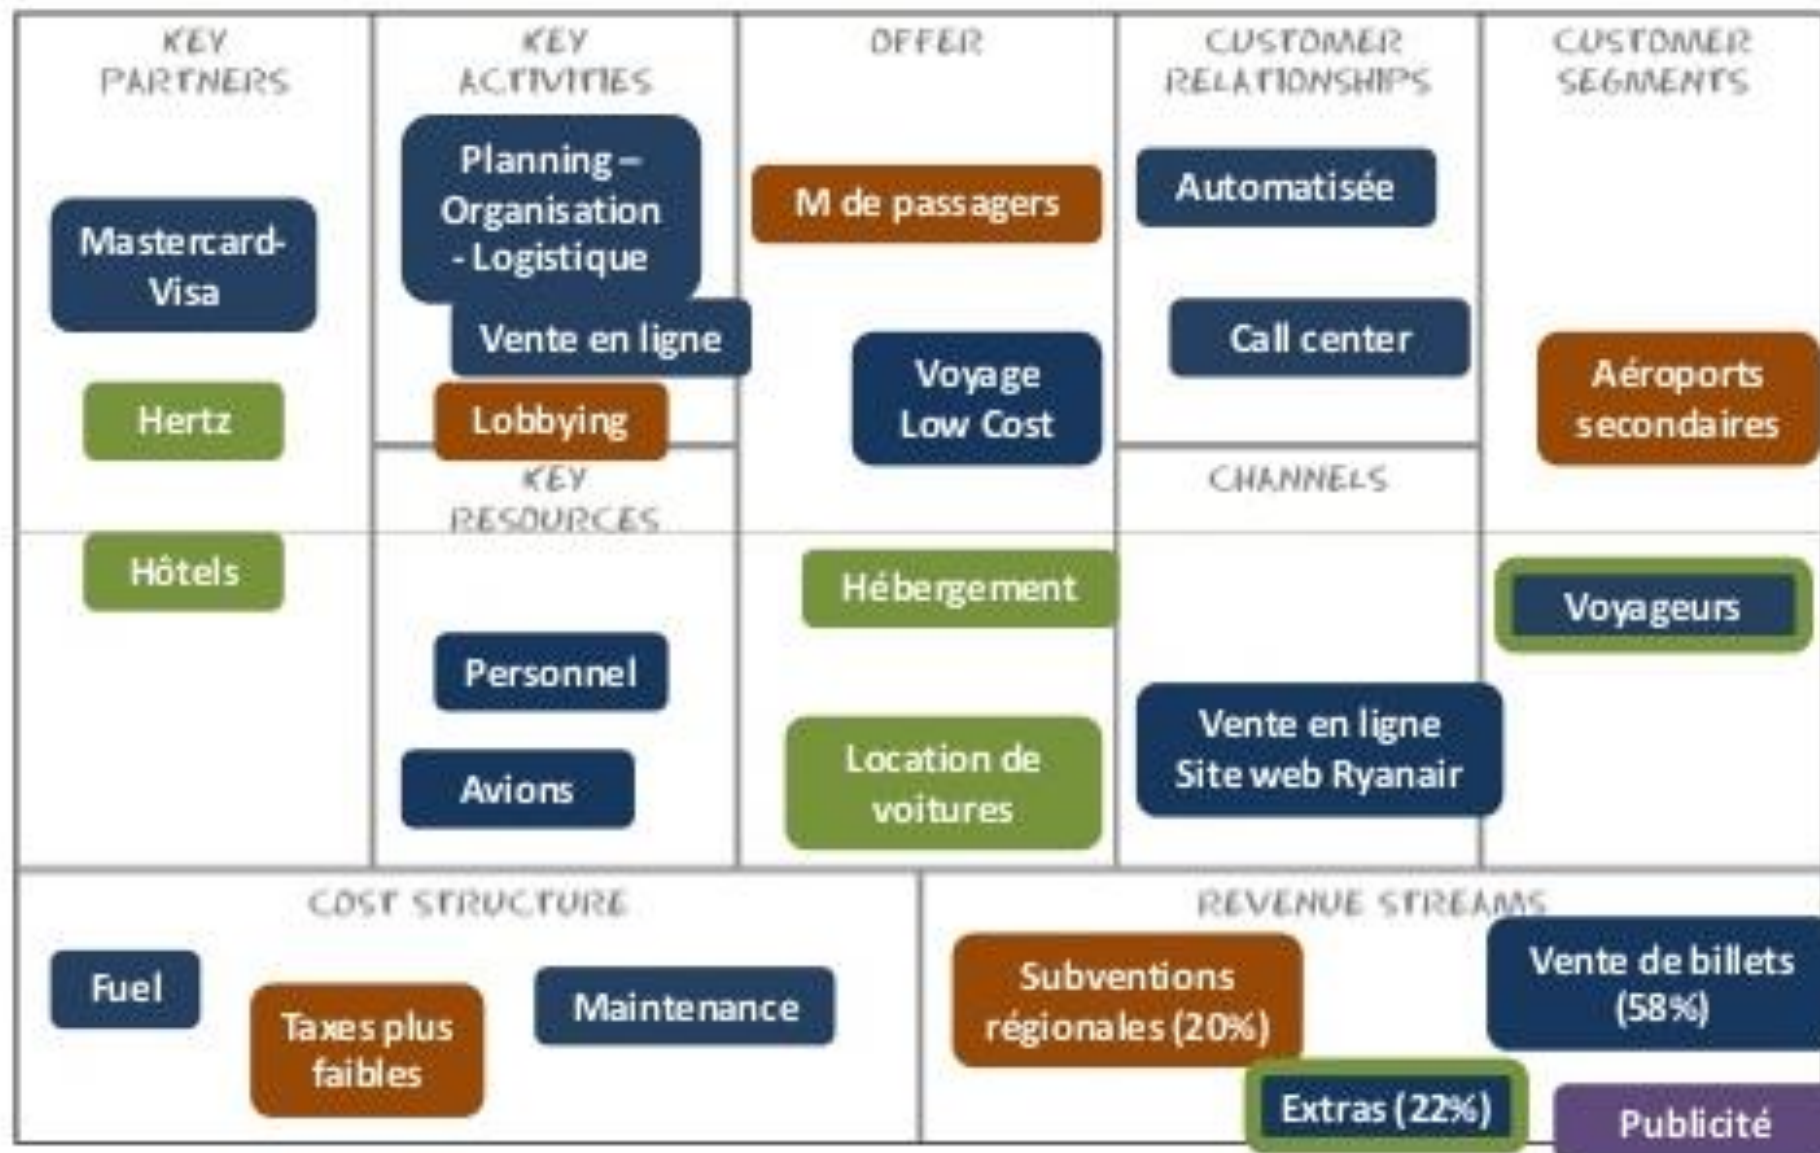 KEY
PARTNERS
Mastercard-
Visa
Hertz
Hôtels
KEY
ACTIVITIES
Planning –
Organisation
- Logistique
Vente en ligne
Lobbying
KEY
RESOURCES
Personnel
Avions
OFFER
M de passagers
Voyage
Low Cost
Hébergement
Location de
voitures
CUSTOMER
RELATIONSHIPS
Automatisée
Call center
CHANNELS
Vente en ligne
Site web Ryanair
CUSTOMER
SEGMENTS
Aéroports
secondaires
Voyageurs
COST STRUCTURE
Fuel
Taxes plus
faibles
Maintenance
REVENUE STREAMS
Subventions
régionales (20%)
Vente de billets
(58%)
Extras (22%)
Publicité